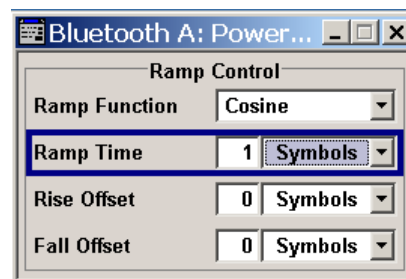 Bluetooth A: Power...
Ramp Control
Ramp Function Cosine
Ramp Time 1 Symbols
Rise Offset 0 Symbols
Fall Offset 0 Symbols